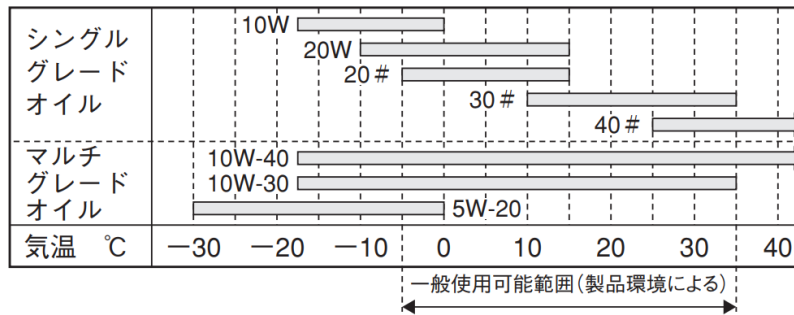 シングル
グレード
オイル
10W
20W
20#
30#
40#
マルチ
グレード
オイル
10W-40
10W-30
5W-20
気温 ℃ -30 -20 -10 0 10 20 30 40
一般使用可能範囲(製品環境による)